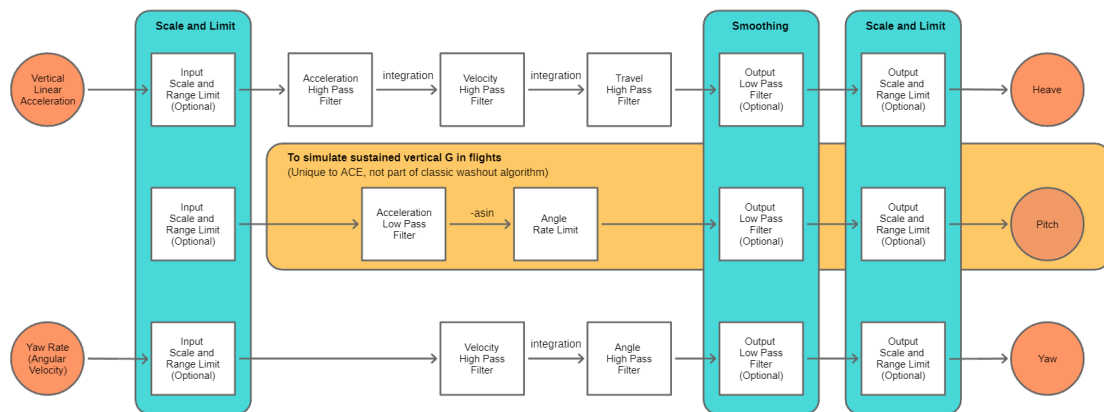 Scale and Limit
Smoothing
Scale and Limit
Vertical
Linear
Acceleration
Input
Scale and
Range Limit
(Optional)
Acceleration
High Pass
Filter
integration
Velocity
High Pass
Filter
integration
Travel
High Pass
Filter
Output
Low Pass
Filter
(Optional)
Output
Scale and
Range Limit
(Optional)
Heave
To simulate sustained vertical G in flights
(Unique to ACE, not part of classic washout algorithm)
Input
Scale and
Range Limit
(Optional)
Acceleration
Low Pass
Filter
-asin
Angle
Rate Limit
Output
Low Pass
Filter
(Optional)
Output
Scale and
Range Limit
(Optional)
Pitch
Yaw Rate
(Angular
Velocity)
Input
Scale and
Range Limit
(Optional)
Velocity
High Pass
Filter
integration
Angle
High Pass
Filter
Output
Low Pass
Filter
(Optional)
Output
Scale and
Range Limit
(Optional)
Yaw